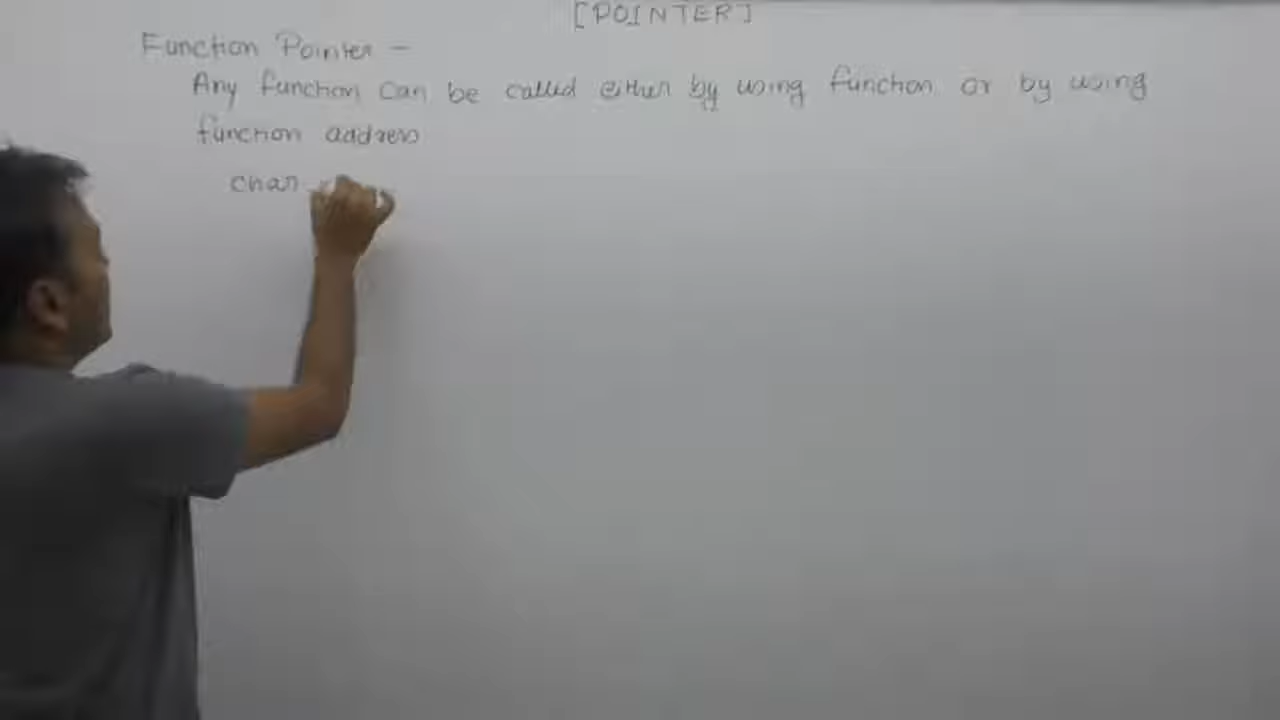 [POINTER]
Function Pointer -
Any function can be called either by using function or by using
function address
char